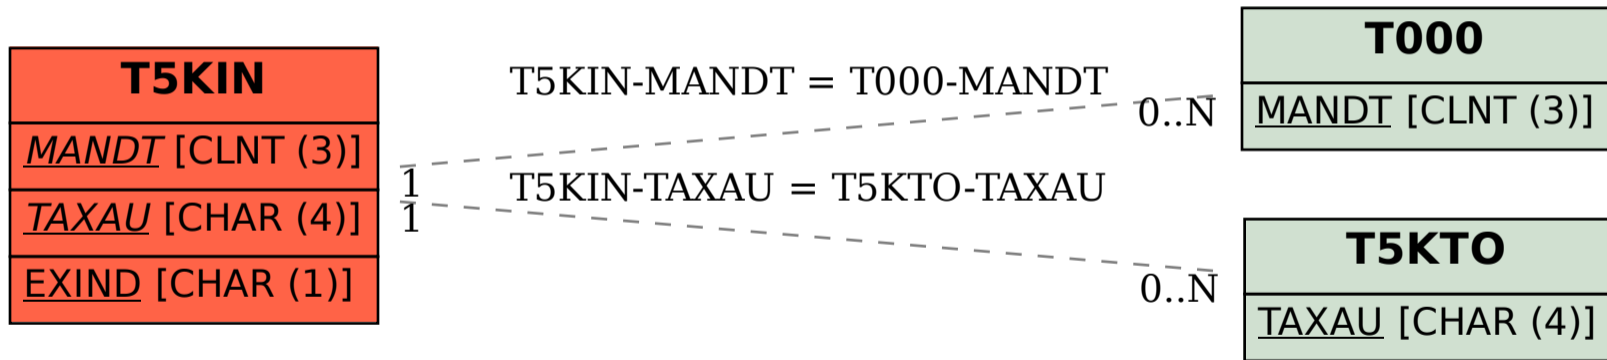 T5KIN
MANDT [CLNT (3)]
TAXAU [CHAR (4)]
EXIND [CHAR (1)]
T5KIN-MANDT = T000-MANDT
0..N
1
T5KIN-TAXAU = T5KTO-TAXAU
1
0..N
T000
MANDT [CLNT (3)]
T5KTO
TAXAU [CHAR (4)]